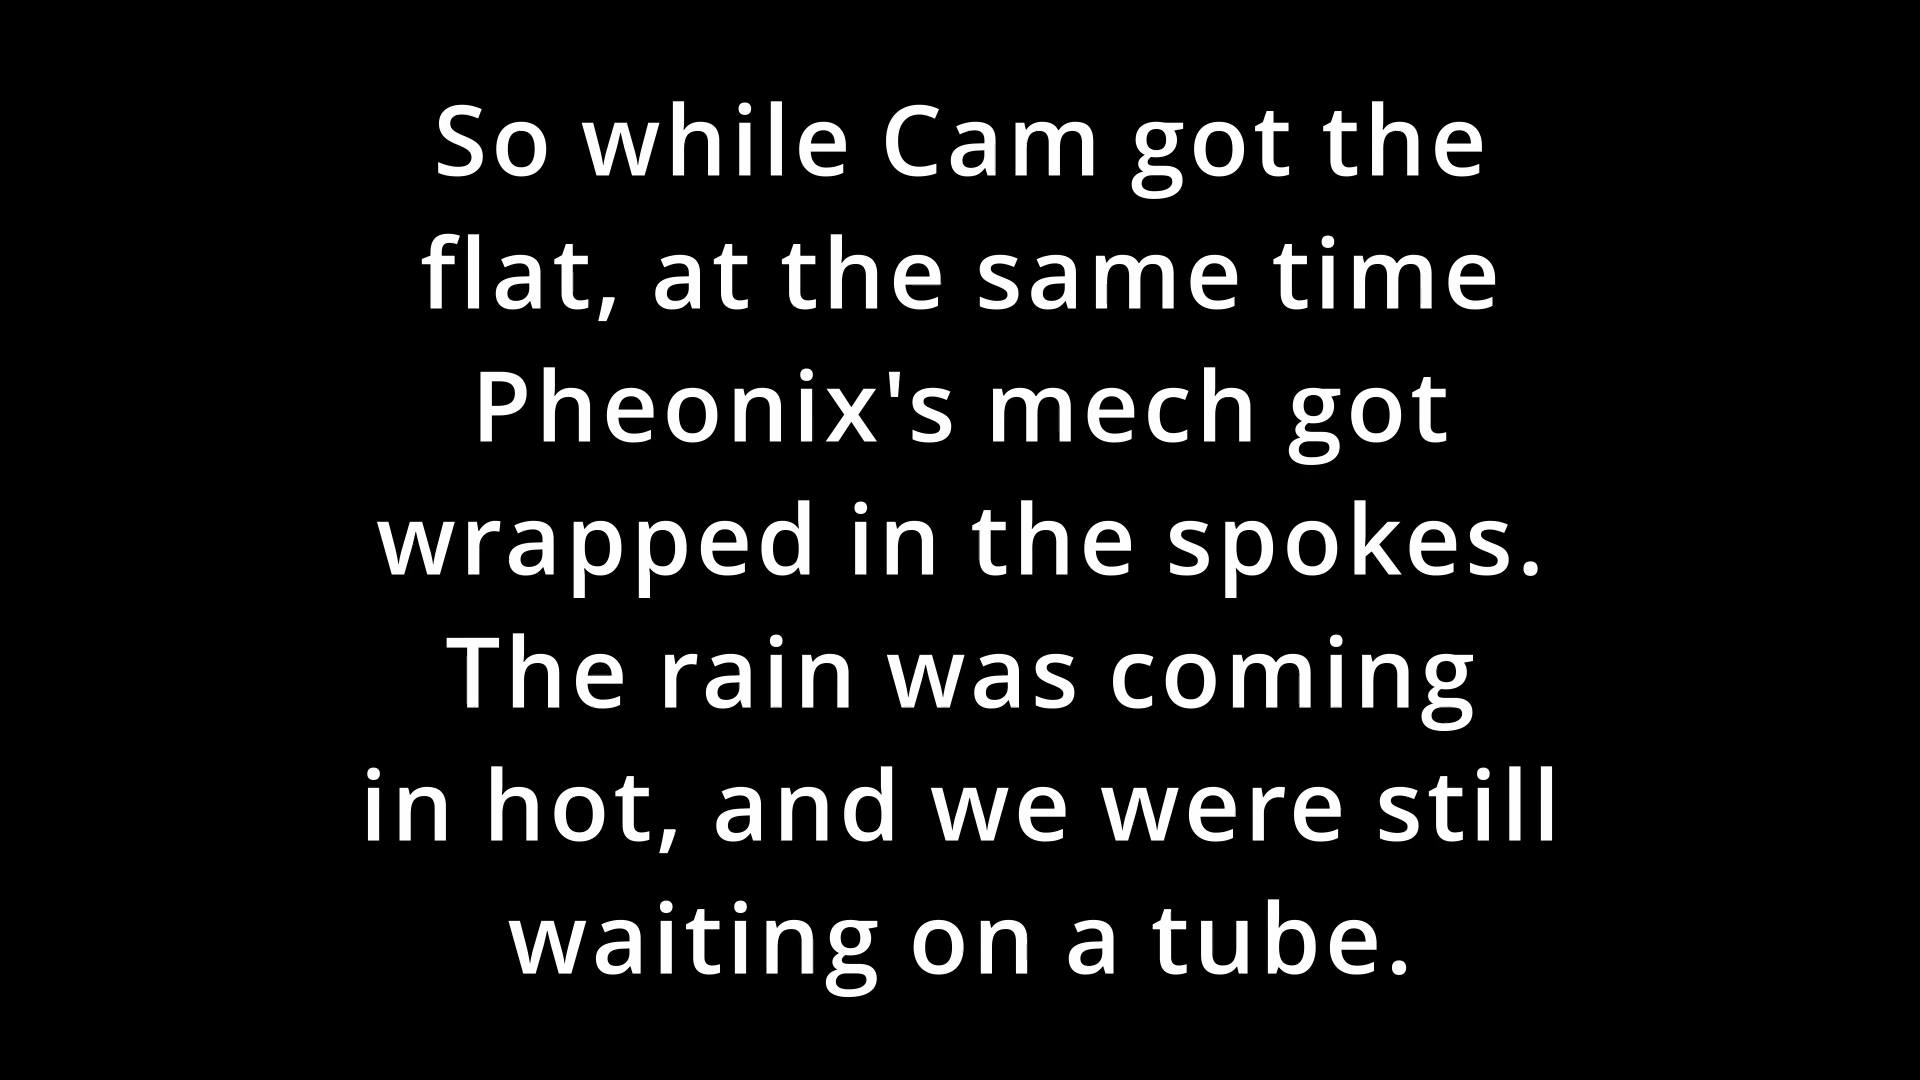 So while Cam got the
flat, at the same time
Pheonix's mech got
wrapped in the spokes.
The rain was coming
in hot, and we were still
waiting on a tube.